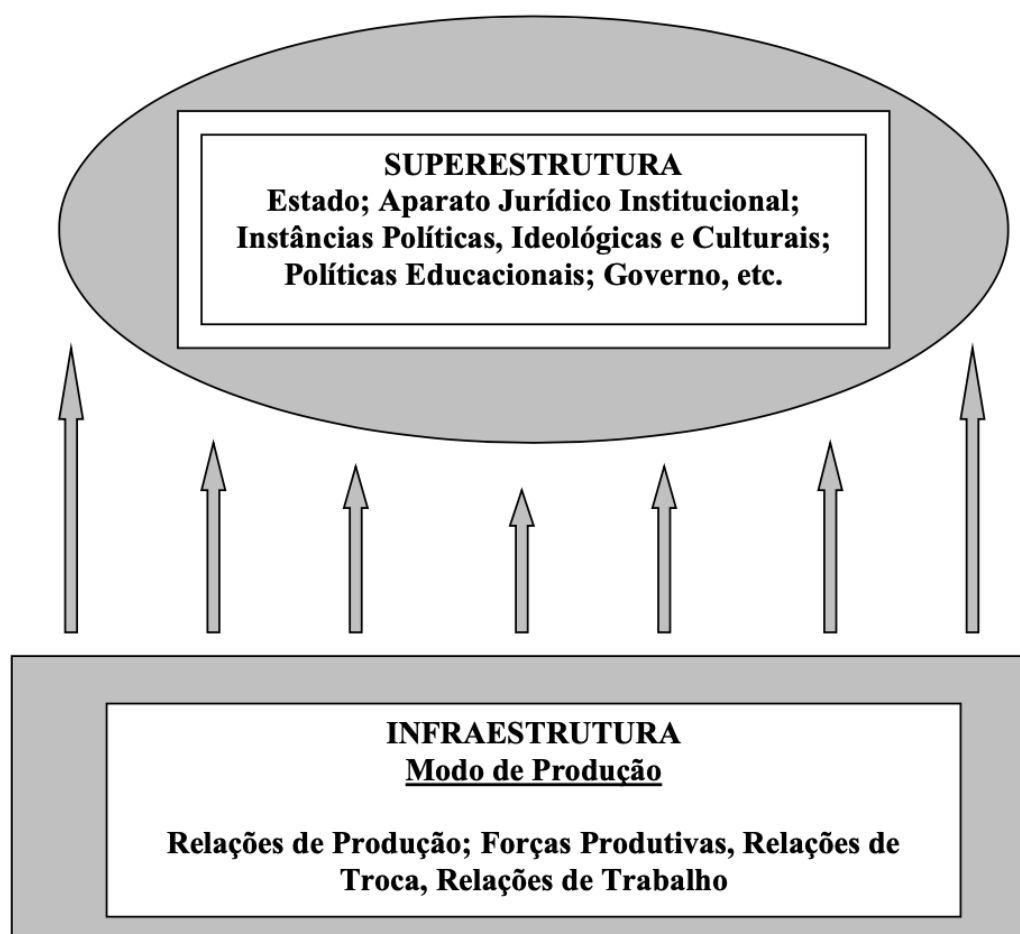 SUPERESTRUTURA
Estado; Aparato Jurídico Institucional;
Instâncias Políticas, Ideológicas e Culturais;
Políticas Educacionais; Governo, etc.
INFRAESTRUTURA
Modo de Produção
Relações de Produção; Forças Produtivas, Relações de
Troca, Relações de Trabalho